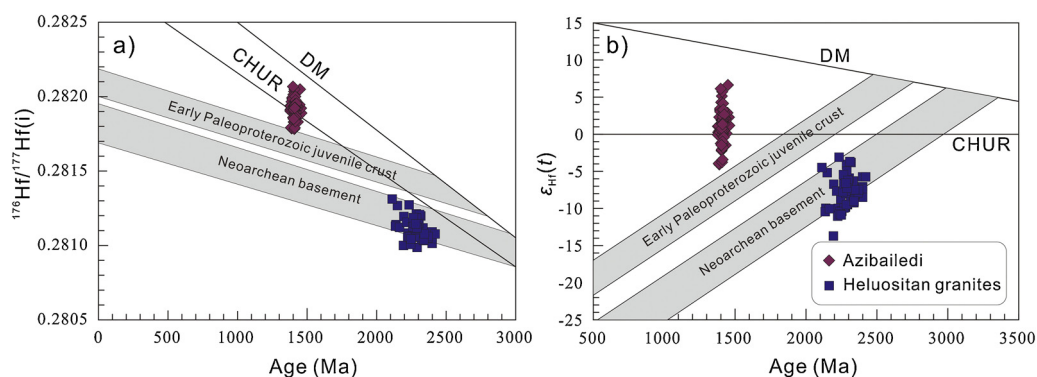 a)
0.2825
0.2820
0.2815
0.2810
0.2805
¹⁷⁶Hf/¹⁷⁷Hf(i)
CHUR
DM
Early Paleoproterozoic juvenile crust
Neoarchean basement
0 500 1000 1500 2000 2500 3000
Age (Ma)
b)
15
10
5
0
-5
-10
-15
-20
-25
εHf(t)
DM
CHUR
Early Paleoproterozoic juvenile crust
Neoarchean basement
Azibailedi
Heluositan granites
500 1000 1500 2000 2500 3000 3500
Age (Ma)